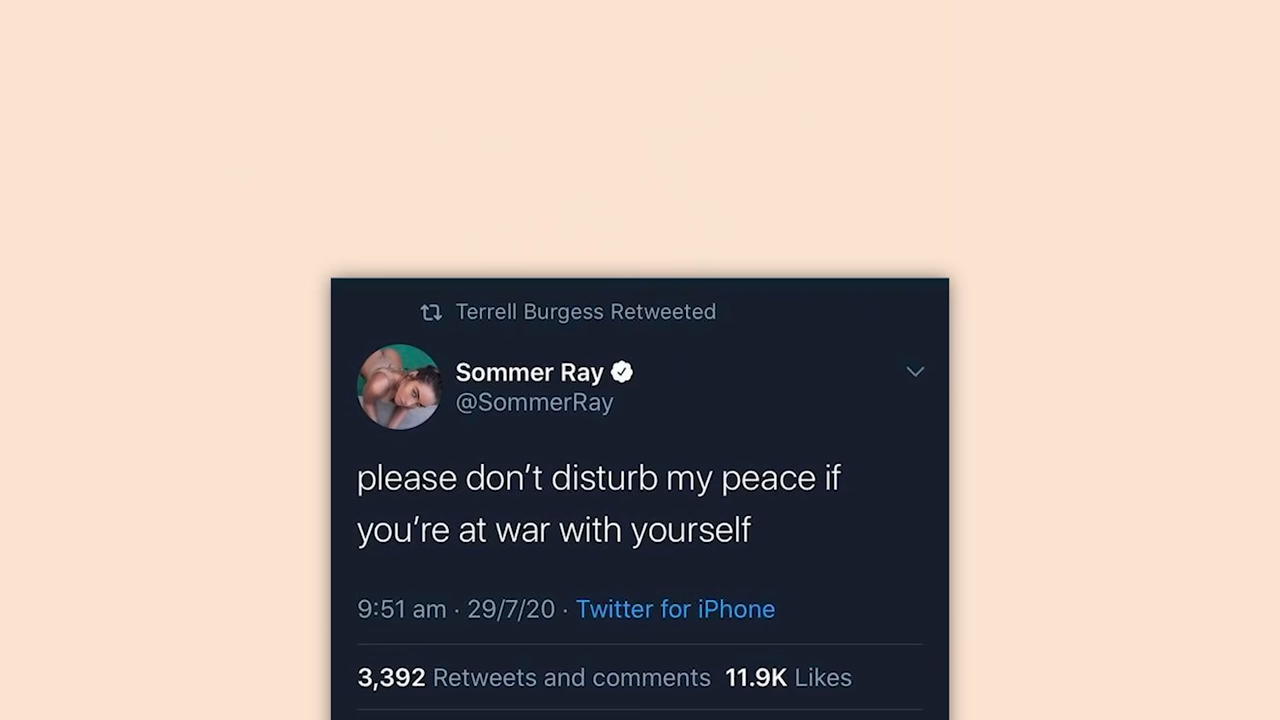 Terrell Burgess Retweeted
Sommer Ray
@SommerRay
please don’t disturb my peace if
you’re at war with yourself
9:51 am · 29/7/20 · Twitter for iPhone
3,392 Retweets and comments 11.9K Likes